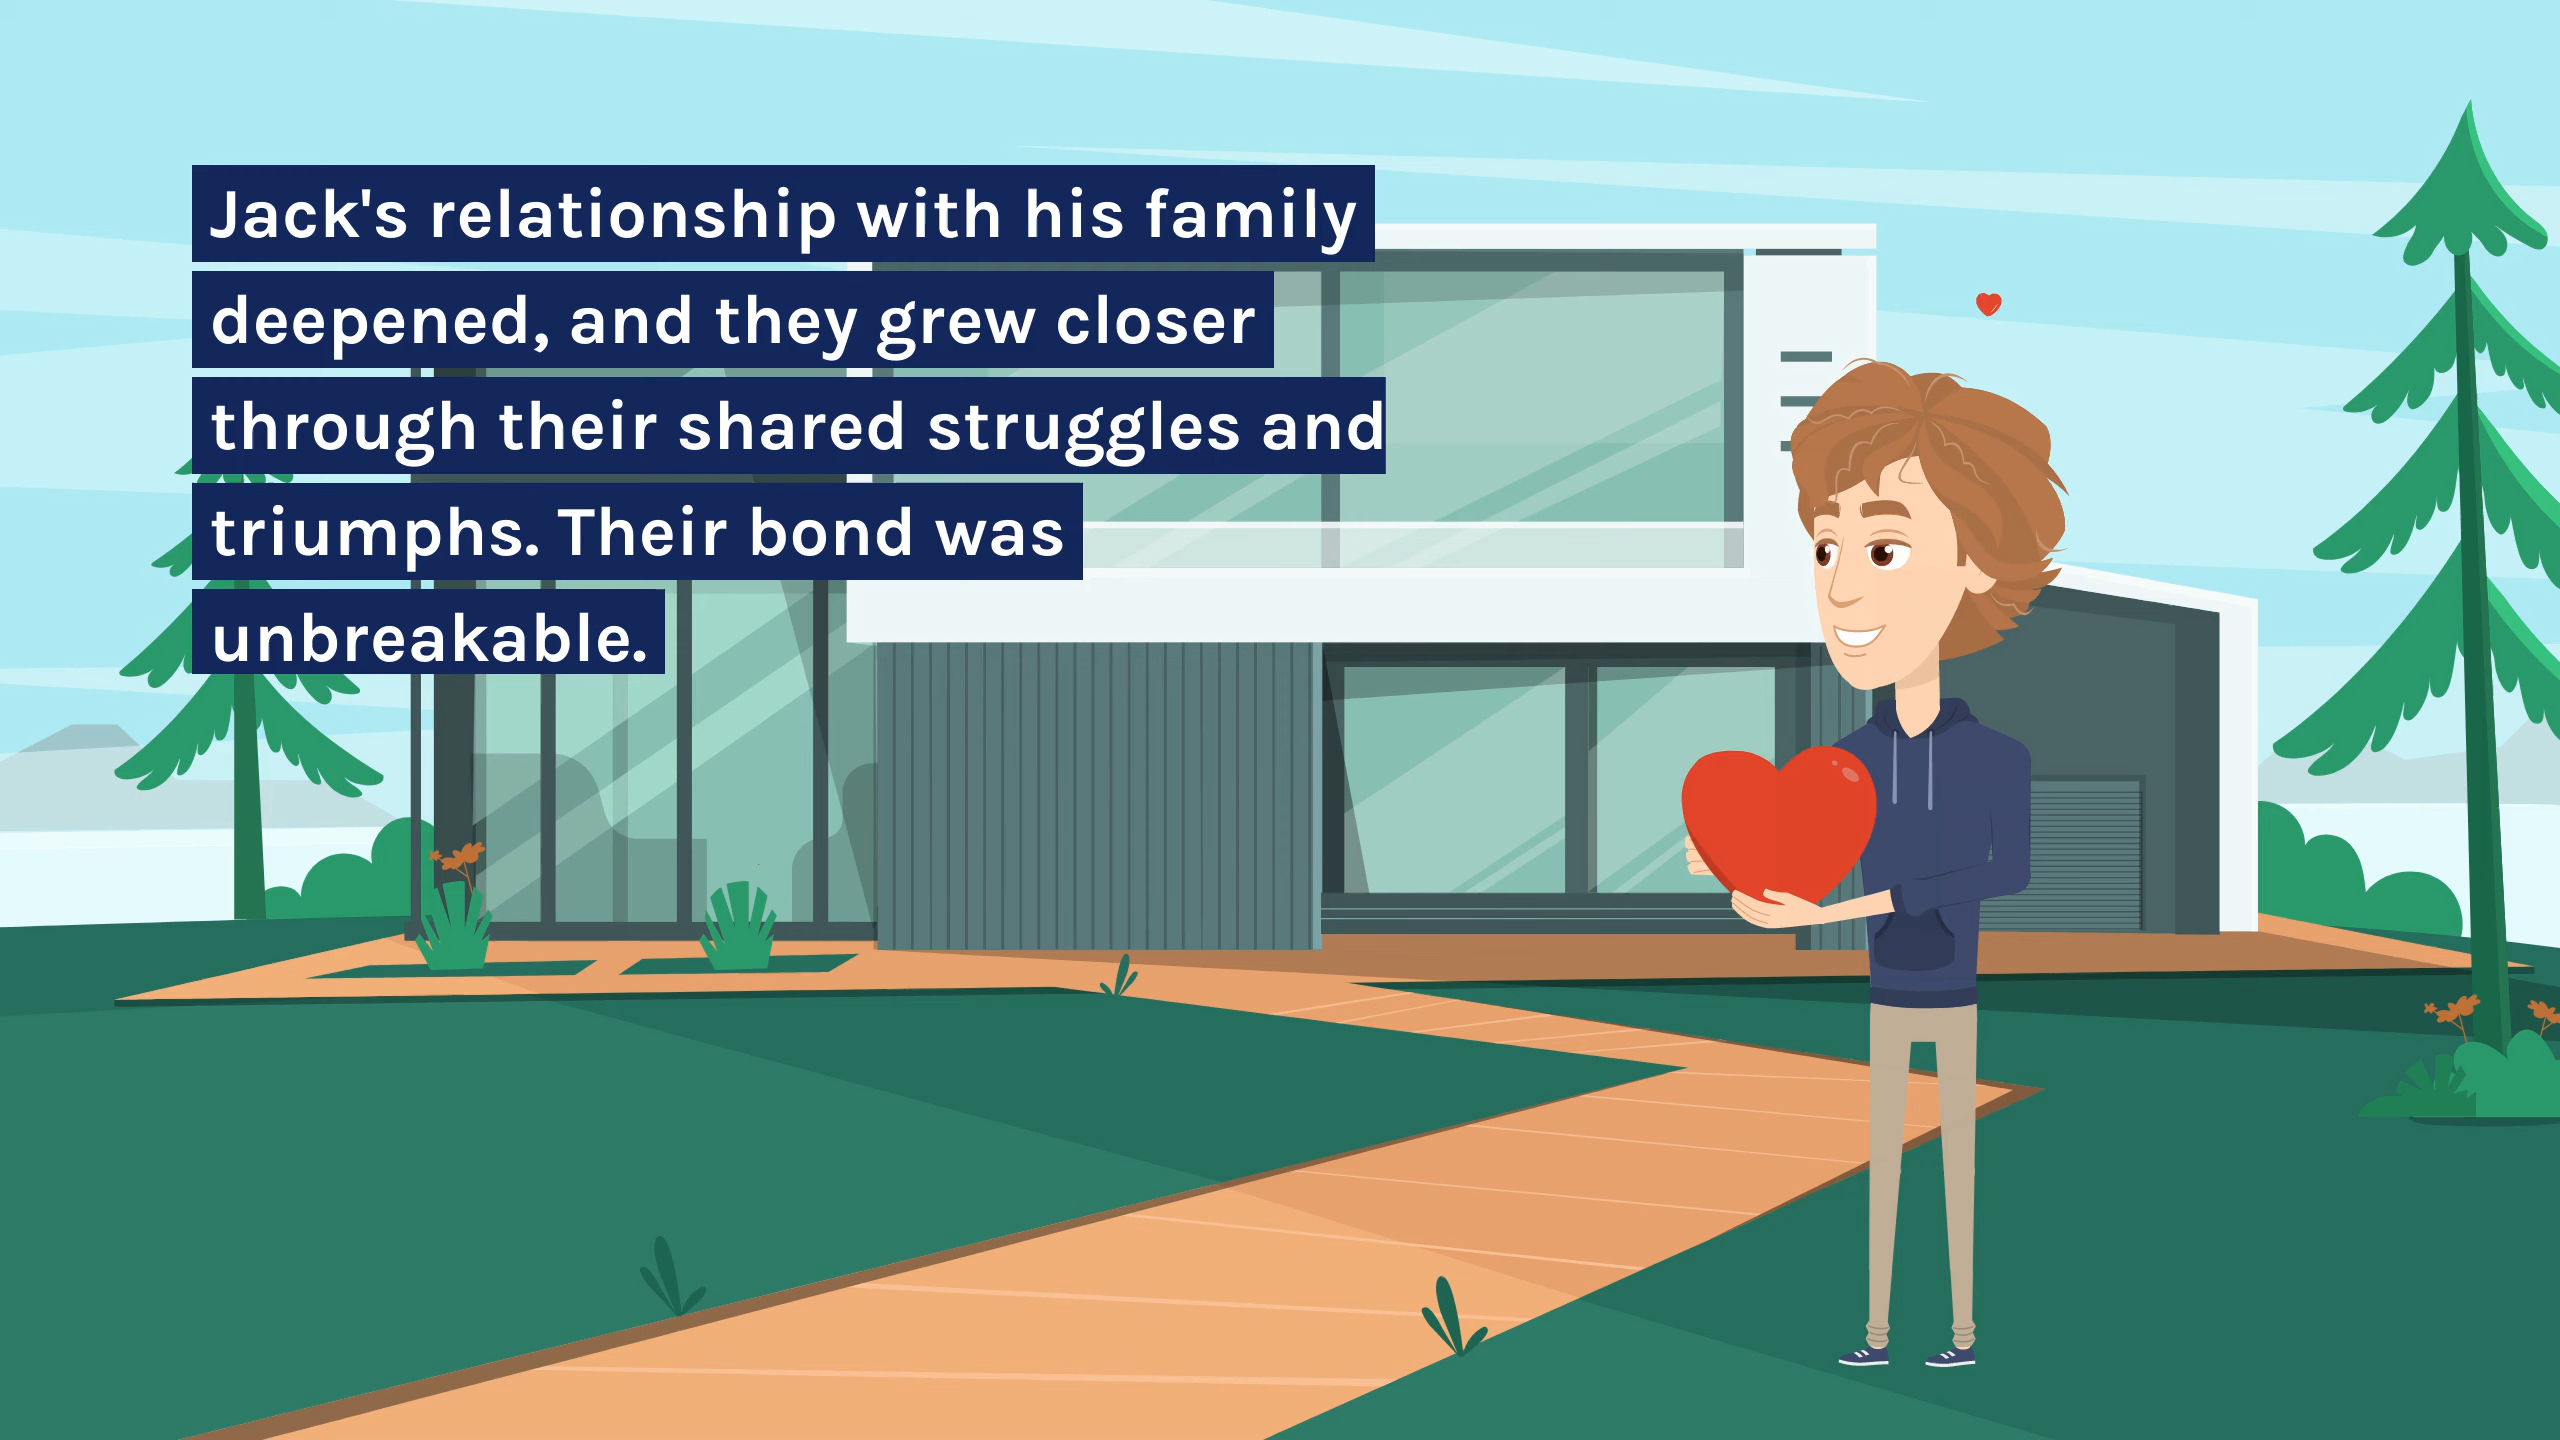 Jack's relationship with his family
deepened, and they grew closer
through their shared struggles and
triumphs. Their bond was
unbreakable.